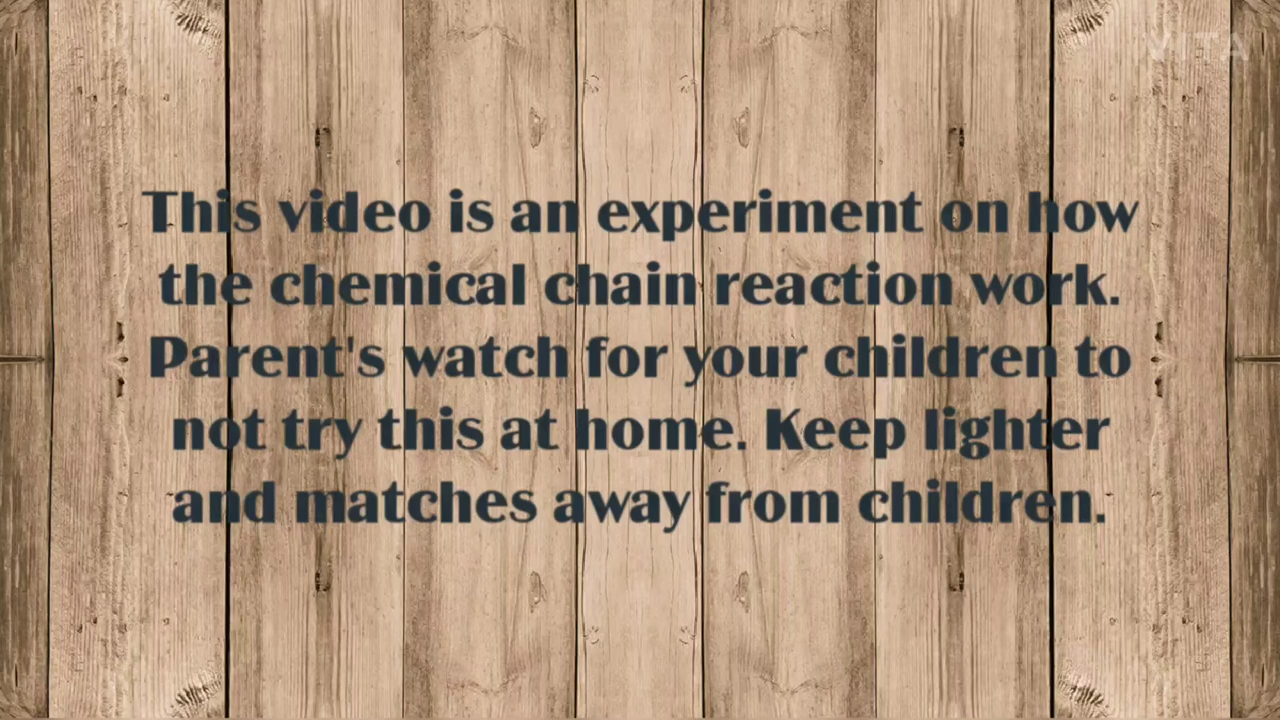 VITA
This video is an experiment on how
the chemical chain reaction work.
Parent's watch for your children to
not try this at home. Keep lighter
and matches away from children.